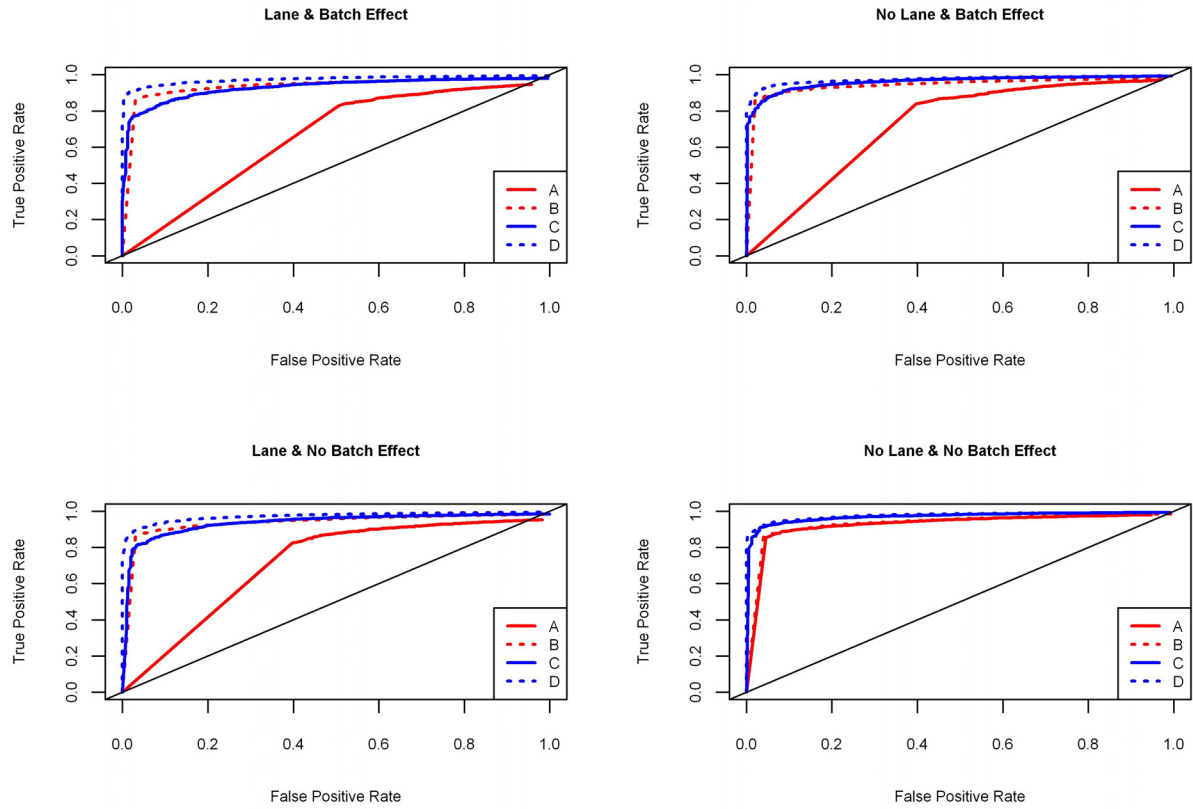 Lane & Batch Effect
True Positive Rate
1.0
0.8
0.6
0.4
0.2
0.0
A
B
C
D
0.0 0.2 0.4 0.6 0.8 1.0
False Positive Rate
No Lane & Batch Effect
True Positive Rate
1.0
0.8
0.6
0.4
0.2
0.0
A
B
C
D
0.0 0.2 0.4 0.6 0.8 1.0
False Positive Rate
Lane & No Batch Effect
True Positive Rate
1.0
0.8
0.6
0.4
0.2
0.0
A
B
C
D
0.0 0.2 0.4 0.6 0.8 1.0
False Positive Rate
No Lane & No Batch Effect
True Positive Rate
1.0
0.8
0.6
0.4
0.2
0.0
A
B
C
D
0.0 0.2 0.4 0.6 0.8 1.0
False Positive Rate